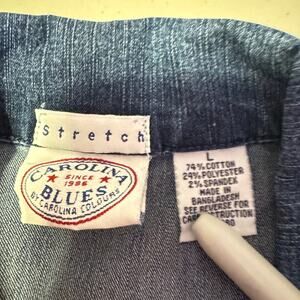 Stretch
CAROLINA
SINCE
1986
BLUES
BY CAROLINA COLOURS
L
74% COTTON
24% POLYESTER
2% SPANDEX
MADE IN
BANGLADESH
SEE REVERSE FOR
CARE